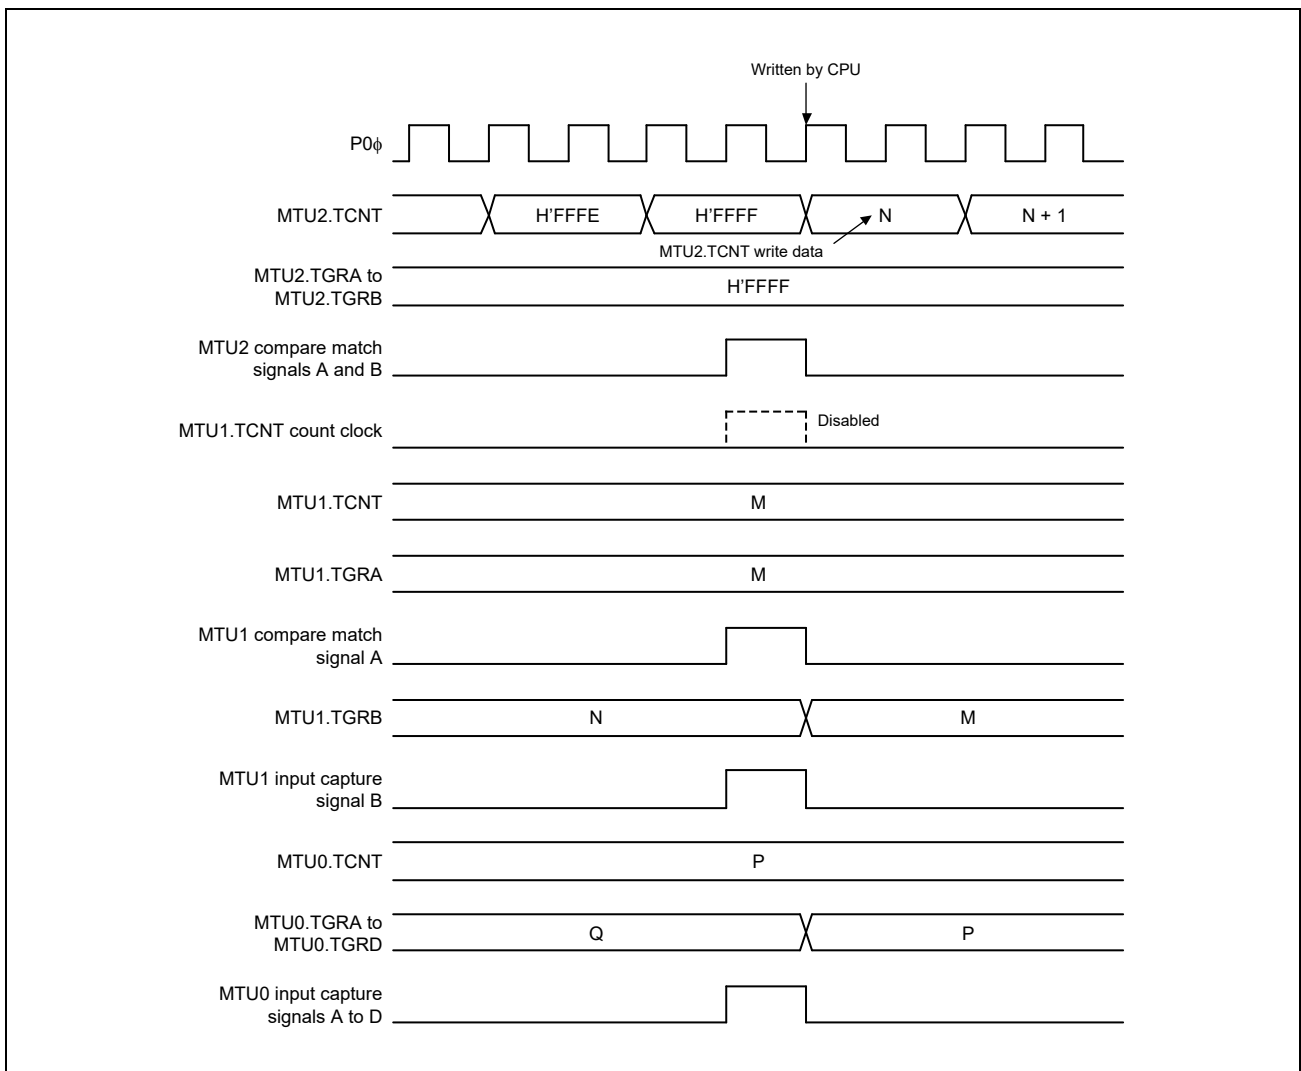 Written by CPU
P0ϕ
MTU2.TCNT
H'FFFE
H'FFFF
N
N + 1
MTU2.TCNT write data
MTU2.TGRA to
MTU2.TGRB
H'FFFF
MTU2 compare match
signals A and B
MTU1.TCNT count clock
Disabled
MTU1.TCNT
M
MTU1.TGRA
M
MTU1 compare match
signal A
MTU1.TGRB
N
M
MTU1 input capture
signal B
MTU0.TCNT
P
MTU0.TGRA to
MTU0.TGRD
Q
P
MTU0 input capture
signals A to D